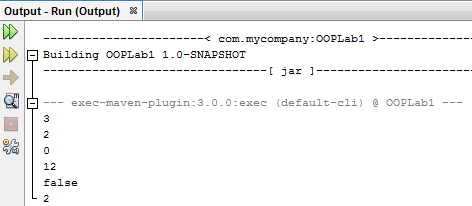 Output - Run (Output)
-----------------------< com.mycompany:OOPLab1 >-----------------------
Building OOPLab1 1.0-SNAPSHOT
--------------------------------[ jar ]--------------------------------
--- exec-maven-plugin:3.0.0:exec (default-cli) @ OOPLab1 ---
3
2
0
12
false
2